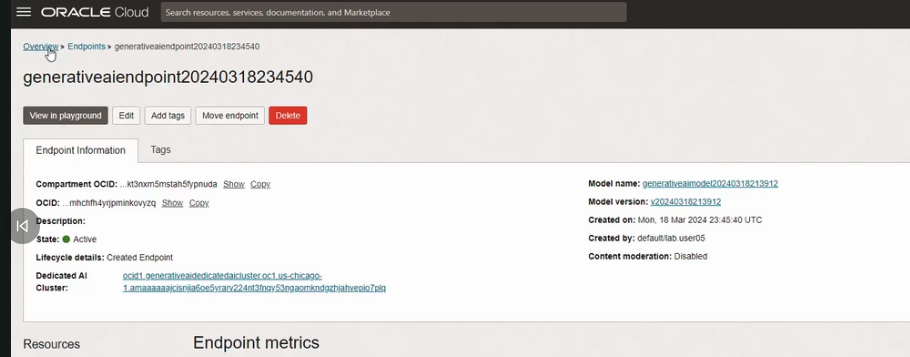 ORACLE Cloud
Search resources, services, documentation, and Marketplace
Overview » Endpoints » generativeaiendpoint20240318234540
generativeaiendpoint20240318234540
View in playground Edit Add tags Move endpoint Delete
Endpoint Information Tags
Compartment OCID: ...kt3nxm5mstah5fypnuda Show Copy
OCID: ...mhchfh4yrjpminkovyzq Show Copy
Description:
State: Active
Lifecycle details: Created Endpoint
Dedicated AI Cluster: ocid1.generativeaidedicatedaicluster.oc1.us-chicago-
Model name: generativeaimodel20240318213912
Model version: v20240318213912
Created on: Mon, 18 Mar 2024 23:45:40 UTC
Created by: default/lab.user05
Content moderation: Disabled
Resources
Endpoint metrics